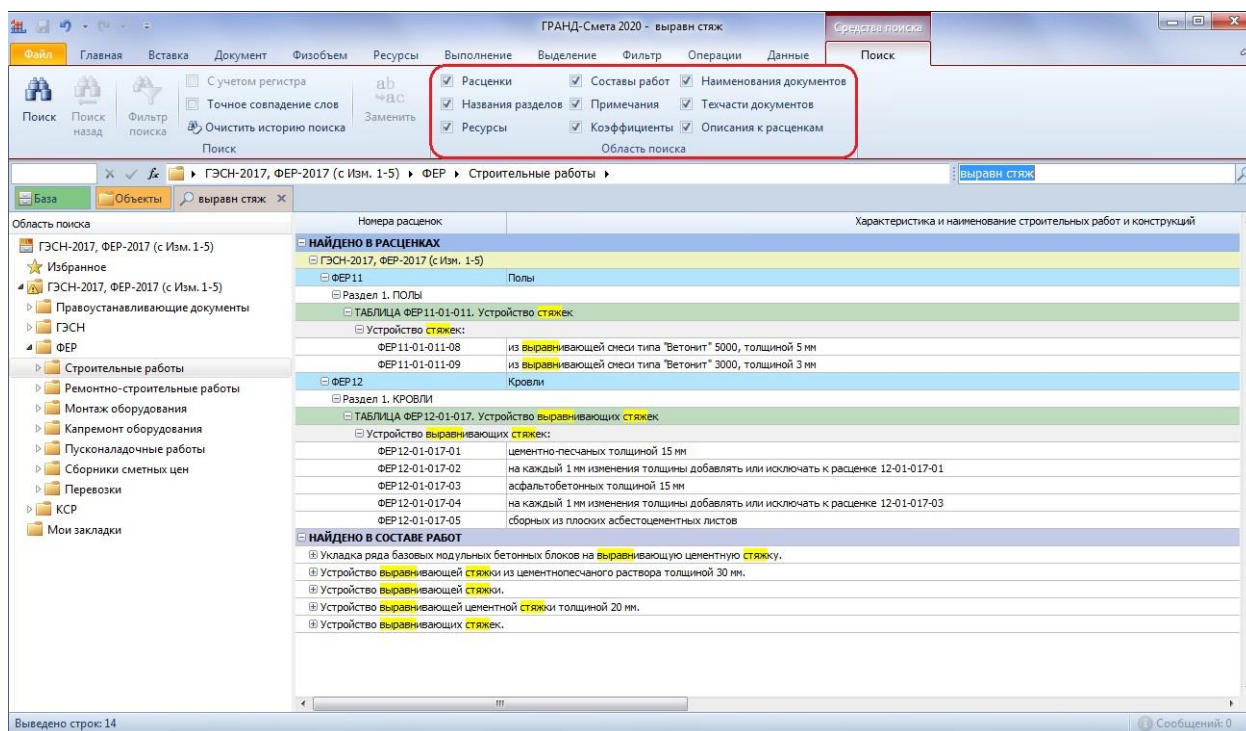 ГРАНД-Смета 2020 - выравн стяж Средства поиска
Файл Главная Вставка Документ Физобъем Ресурсы Выполнение Выделение Фильтр Операции Данные Поиск
Поиск
Поиск назад
Фильтр поиска
С учетом регистра
Точное совпадение слов
Очистить историю поиска
Поиск
ab
ac
Заменить
Расценки Составы работ Наименования документов
Названия разделов Примечания Техчасти документов
Ресурсы Коэффициенты Описания к расценкам
Область поиска
fx ГЭСН-2017, ФЕР-2017 (с Изм. 1-5) ФЕР Строительные работы выравн стяж
База Объекты выравн стяж
Область поиска
ГЭСН-2017, ФЕР-2017 (с Изм. 1-5)
Избранное
ГЭСН-2017, ФЕР-2017 (с Изм. 1-5)
Правоустанавливающие документы
ГЭСН
ФЕР
Строительные работы
Ремонтно-строительные работы
Монтаж оборудования
Капремонт оборудования
Пусконаладочные работы
Сборники сметных цен
Перевозки
КСР
Мои закладки
Номера расценок Характеристика и наименование строительных работ и конструкций
НАЙДЕНО В РАСЦЕНКАХ
ГЭСН-2017, ФЕР-2017 (с Изм. 1-5)
ФЕР11 Полы
Раздел 1. ПОЛЫ
ТАБЛИЦА ФЕР11-01-011. Устройство стяжек
Устройство стяжек:
ФЕР11-01-011-08 из выравнивающей смеси типа "Ветонит" 5000, толщиной 5 мм
ФЕР11-01-011-09 из выравнивающей смеси типа "Ветонит" 3000, толщиной 3 мм
ФЕР12 Кровли
Раздел 1. КРОВЛИ
ТАБЛИЦА ФЕР12-01-017. Устройство выравнивающих стяжек
Устройство выравнивающих стяжек:
ФЕР12-01-017-01 цементно-песчаных толщиной 15 мм
ФЕР12-01-017-02 на каждый 1 мм изменения толщины добавлять или исключать к расценке 12-01-017-01
ФЕР12-01-017-03 асфальтобетонных толщиной 15 мм
ФЕР12-01-017-04 на каждый 1 мм изменения толщины добавлять или исключать к расценке 12-01-017-03
ФЕР12-01-017-05 сборных из плоских асбестоцементных листов
НАЙДЕНО В СОСТАВЕ РАБОТ
Укладка ряда базовых модульных бетонных блоков на выравнивающую цементную стяжку.
Устройство выравнивающей стяжки из цементнопесчаного раствора толщиной 30 мм.
Устройство выравнивающей стяжки.
Устройство выравнивающей цементной стяжки толщиной 20 мм.
Устройство выравнивающих стяжек.
Выведено строк: 14 Сообщений: 0